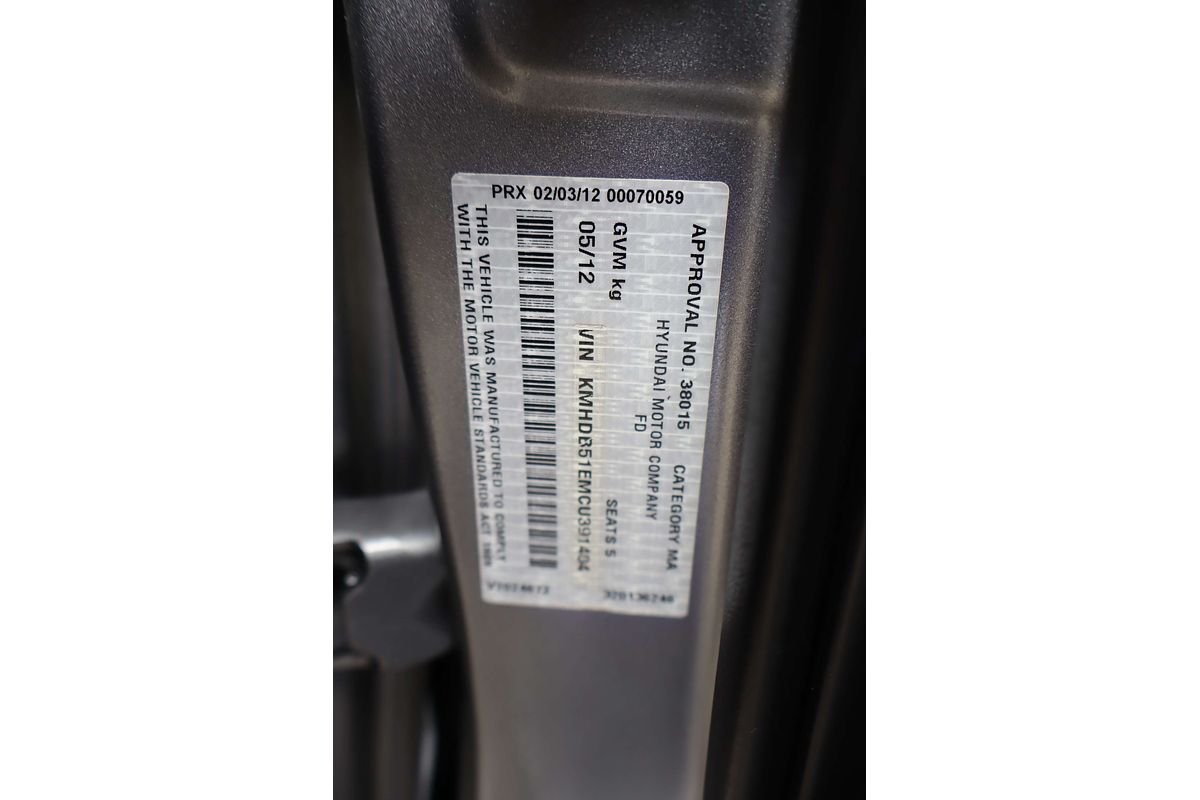 PRX 02/03/12 00070059
APPROVAL NO. 38015 CATEGORY MA
HYUNDAI MOTOR COMPANY
FD
GVM kg SEATS 5
05/12 VIN KMHDB51EMCU391404
THIS VEHICLE WAS MANUFACTURED TO COMPLY
WITH THE MOTOR VEHICLE STANDARDS ACT 1989